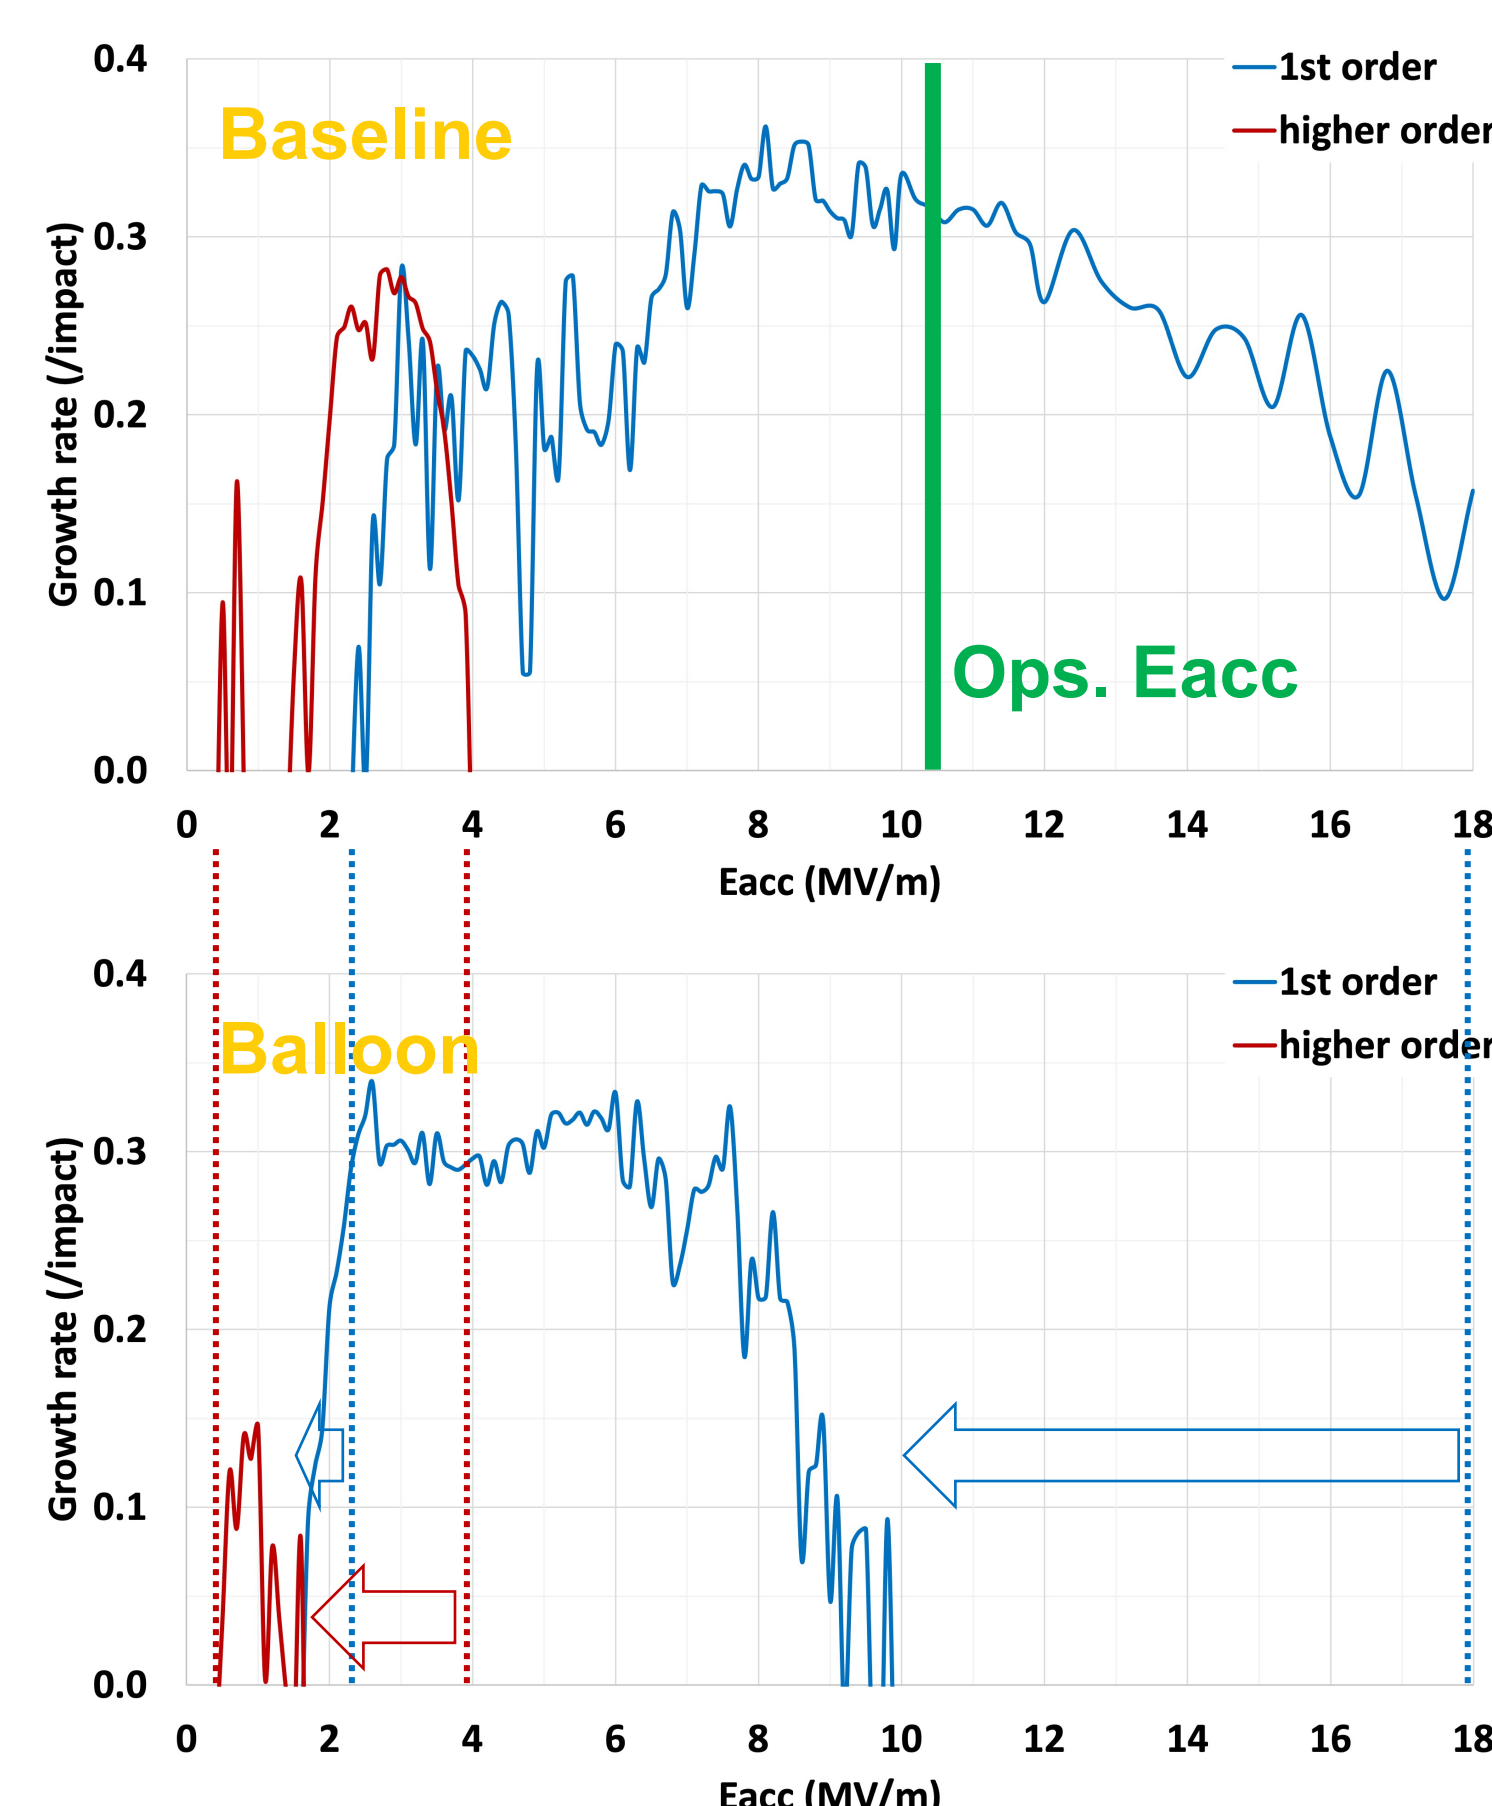 0.4
0.3
0.2
0.1
0.0
Growth rate (/impact)
Baseline
1st order
higher order
Ops. Eacc
0 2 4 6 8 10 12 14 16 18
Eacc (MV/m)
0.4
0.3
0.2
0.1
0.0
Growth rate (/impact)
Balloon
1st order
higher order
0 2 4 6 8 10 12 14 16 18
Eacc (MV/m)